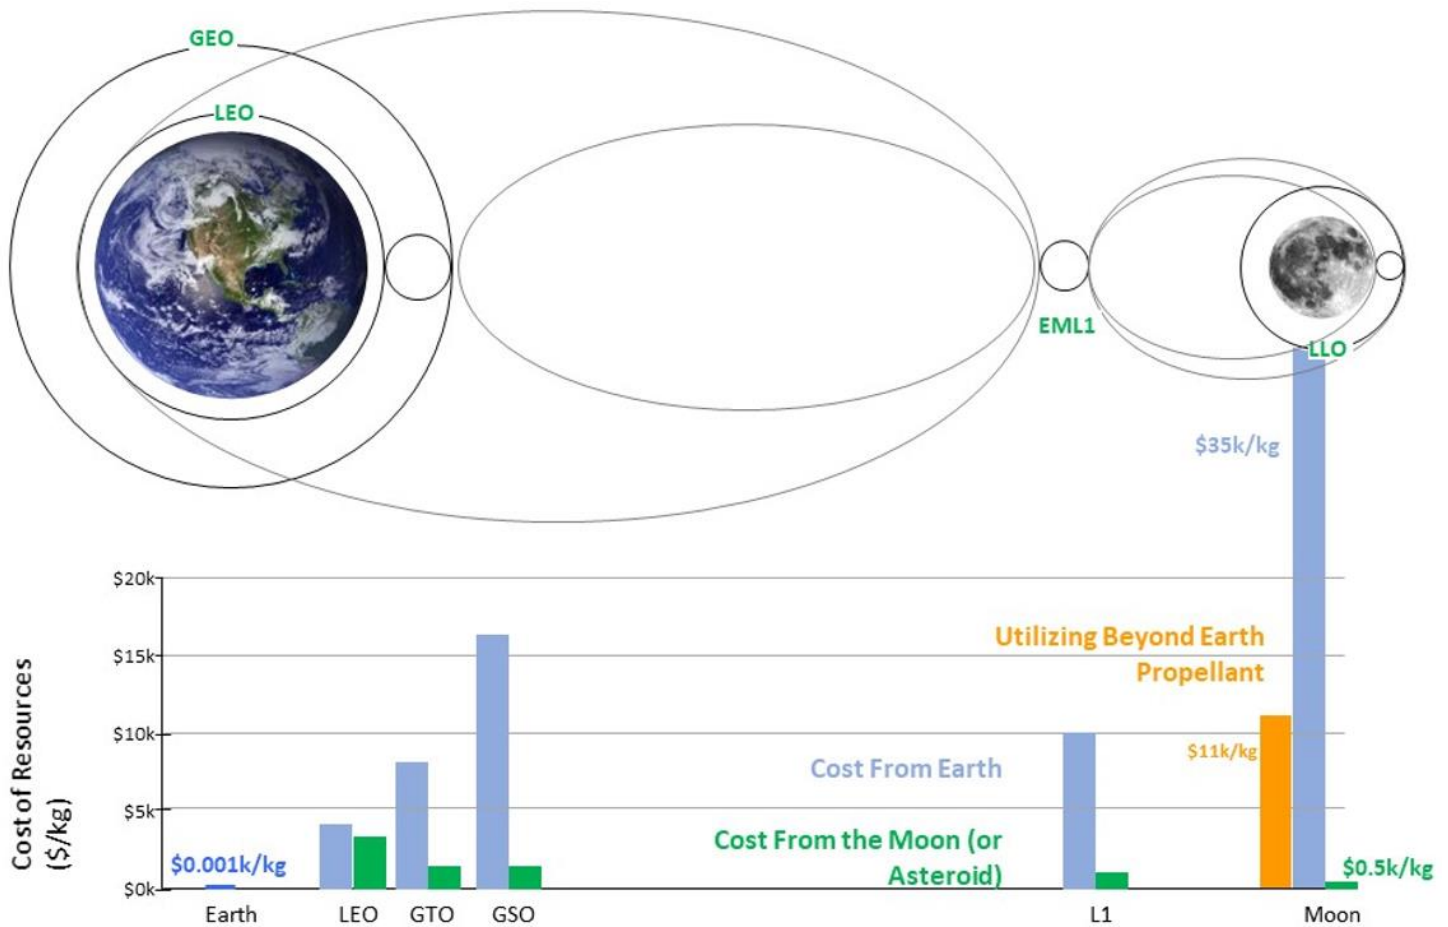 GEO
LEO
EML1
LLO
$35k/kg
$20k
Utilizing Beyond Earth
Propellant
$15k
$10k
$11k/kg
Cost From Earth
$5k
Cost From the Moon (or
Asteroid)
$0.001k/kg
$0.5k/kg
$0k
Cost of Resources
($/kg)
Earth
LEO
GTO
GSO
L1
Moon